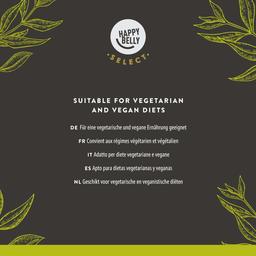 HAPPY
BELLY
SELECT
SUITABLE FOR VEGETARIAN
AND VEGAN DIETS
DE Für eine vegetarische und vegane Ernährung geeignet
FR Convient aux régimes végétarien et végétalien
IT Adatto per diete vegetariane e vegane
ES Apto para dietas vegetarianas y veganas
NL Geschikt voor vegetarische en veganistische diëten